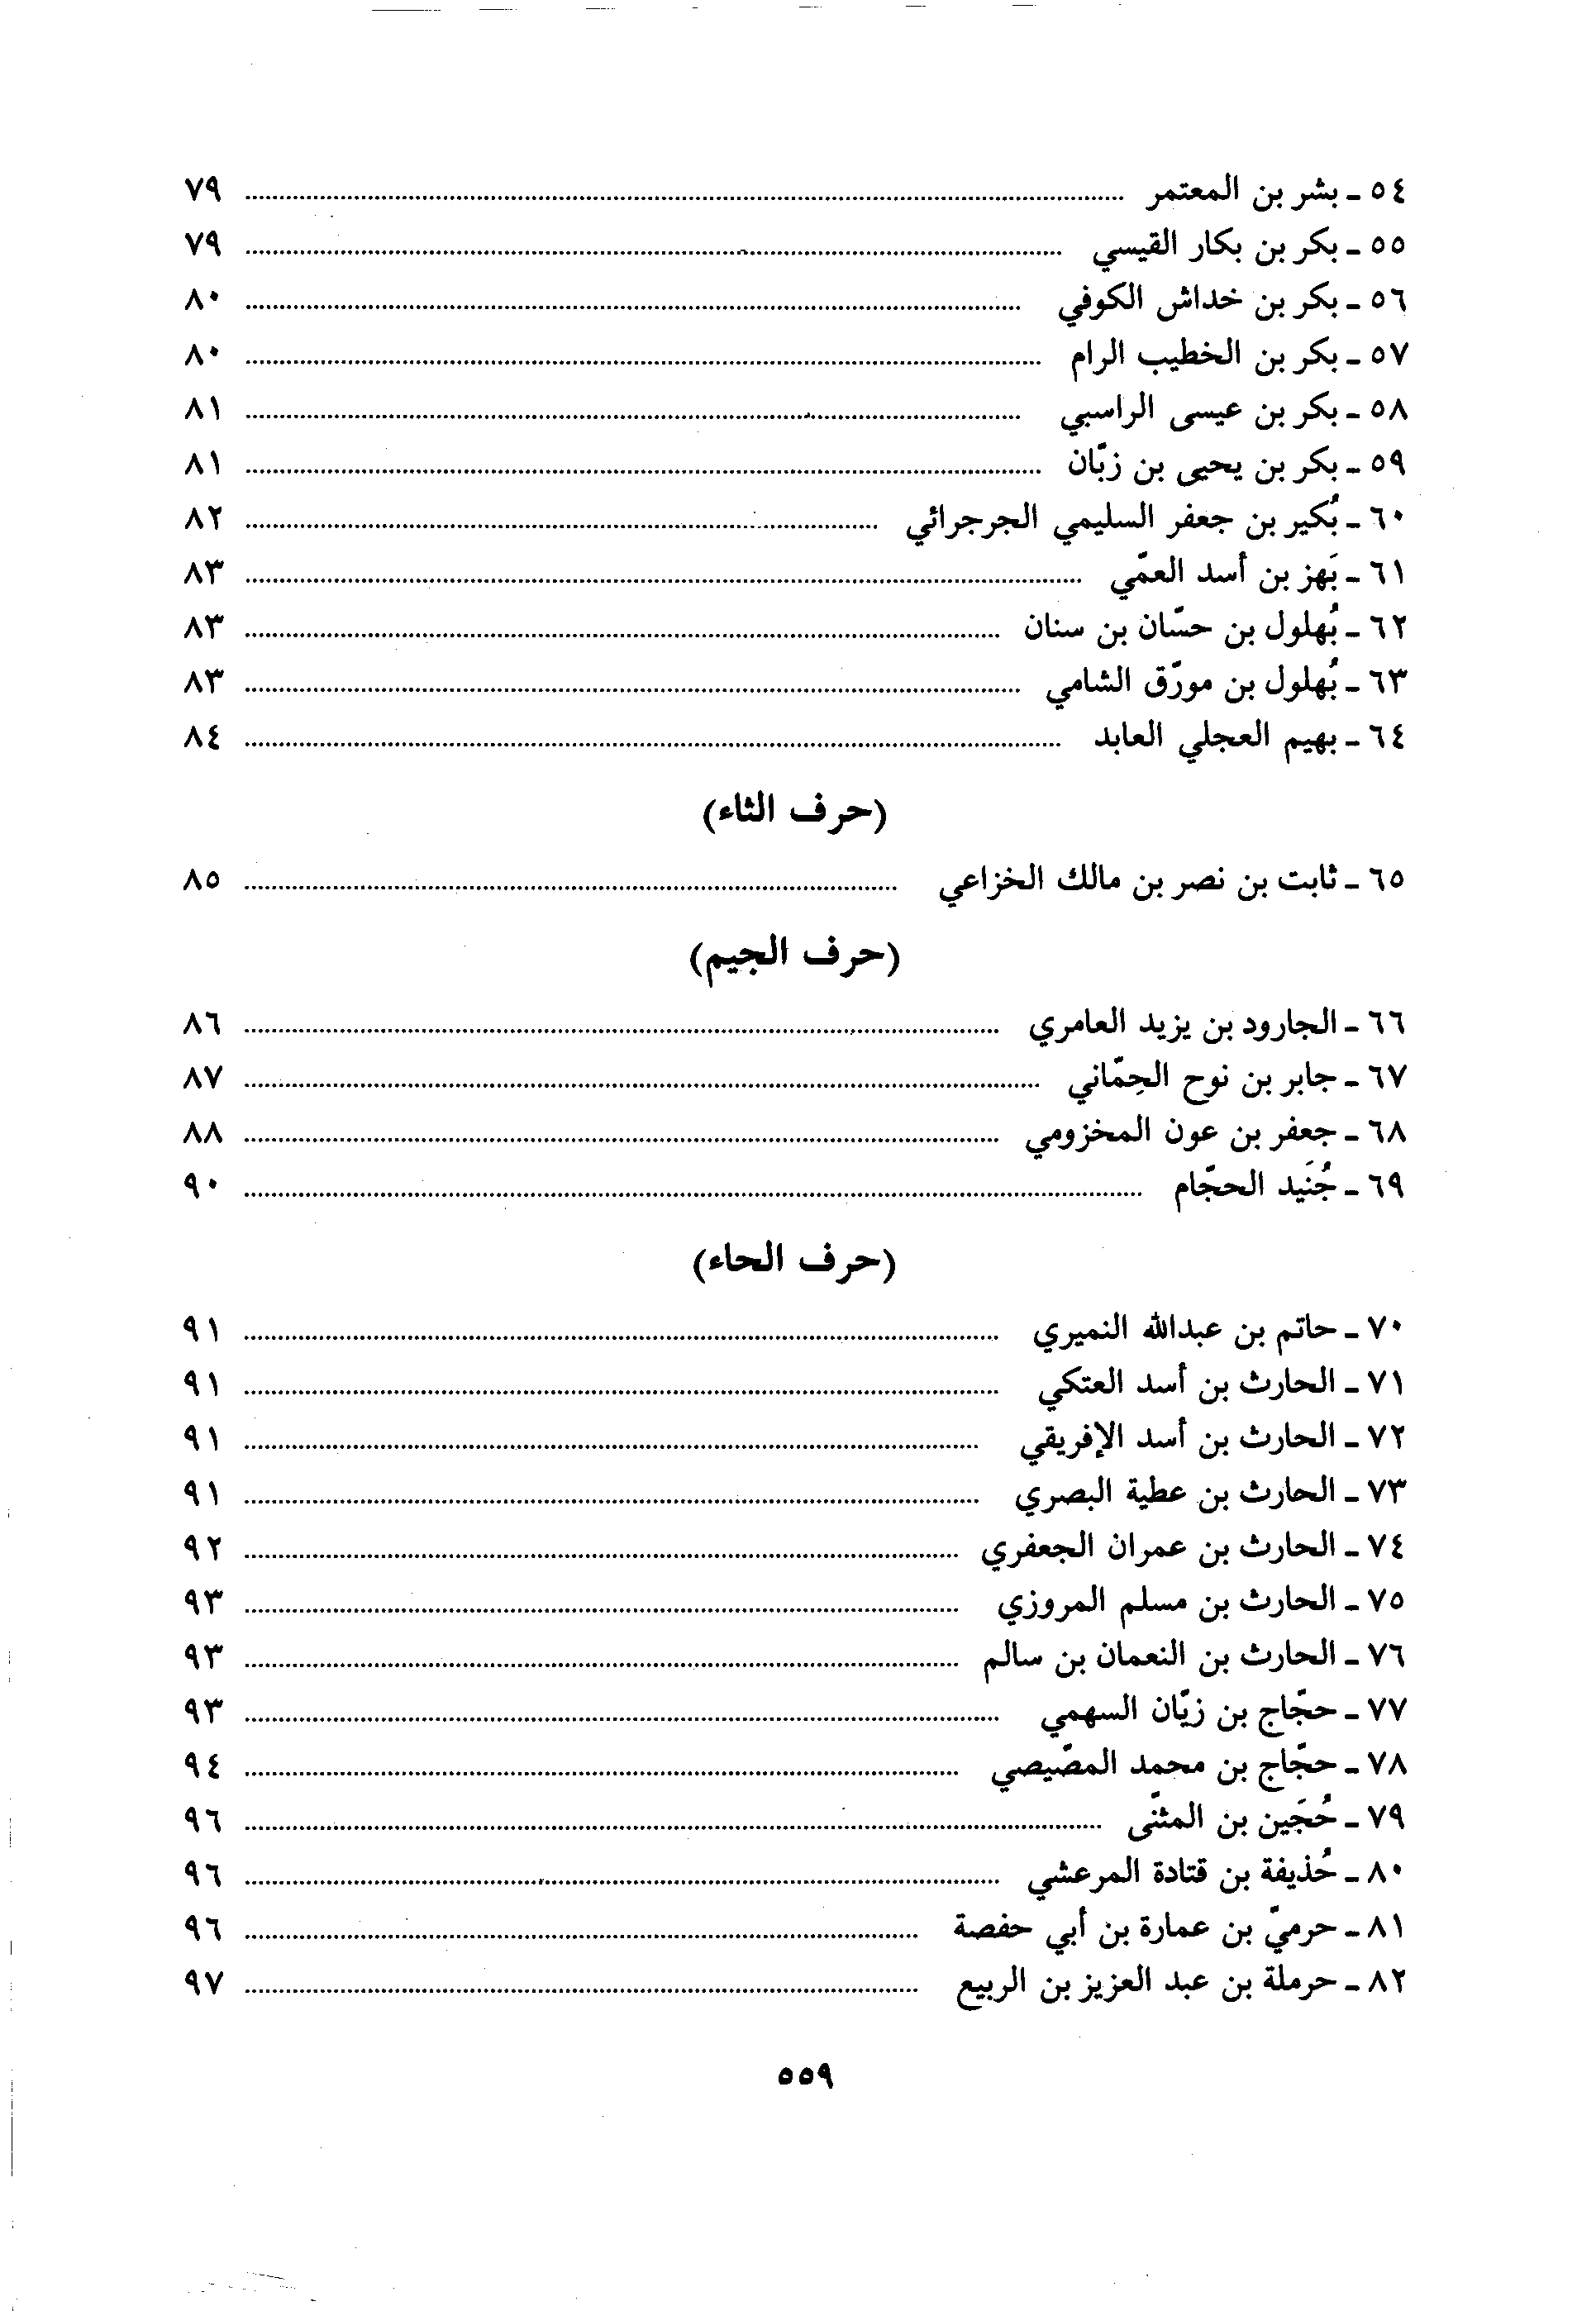 ٥٤ - بشر بن المعتمر ........ ٧٩
٥٥ - بكر بن بكار القيسي ........ ٧٩
٥٦ - بكر بن خداش الكوفي ........ ٨٠
٥٧ - بكر بن الخطيب الرام ........ ٨٠
٥٨ - بكر بن عيسى الراسبي ........ ٨١
٥٩ - بكر بن يحيى بن زبّان ........ ٨١
٦٠ - بُكير بن جعفر السليمي الجرجرائي ........ ٨٢
٦١ - بَهز بن أسد العمّي ........ ٨٣
٦٢ - بُهلول بن حسّان بن سنان ........ ٨٣
٦٣ - بُهلول بن مورّق الشامي ........ ٨٣
٦٤ - بهيم العجلي العابد ........ ٨٤
(حرف الثاء)
٦٥ - ثابت بن نصر بن مالك الخزاعي ........ ٨٥
(حرف الجيم)
٦٦ - الجارود بن يزيد العامري ........ ٨٦
٦٧ - جابر بن نوح الحِمّاني ........ ٨٧
٦٨ - جعفر بن عون المخزومي ........ ٨٨
٦٩ - جُنَيد الحجّام ........ ٩٠
(حرف الحاء)
٧٠ - حاتم بن عبدالله النميري ........ ٩١
٧١ - الحارث بن أسد العتكي ........ ٩١
٧٢ - الحارث بن أسد الإفريقي ........ ٩١
٧٣ - الحارث بن عطية البصري ........ ٩١
٧٤ - الحارث بن عمران الجعفري ........ ٩٢
٧٥ - الحارث بن مسلم المروزي ........ ٩٣
٧٦ - الحارث بن النعمان بن سالم ........ ٩٣
٧٧ - حجّاج بن زيّان السهمي ........ ٩٣
٧٨ - حجّاج بن محمد المصّيصي ........ ٩٤
٧٩ - حُجَين بن المثنّى ........ ٩٦
٨٠ - حُذيفة بن قتادة المرعشي ........ ٩٦
٨١ - حرميّ بن عمارة بن أبي حفصة ........ ٩٦
٨٢ - حرملة بن عبد العزيز بن الربيع ........ ٩٧
٥٥٩